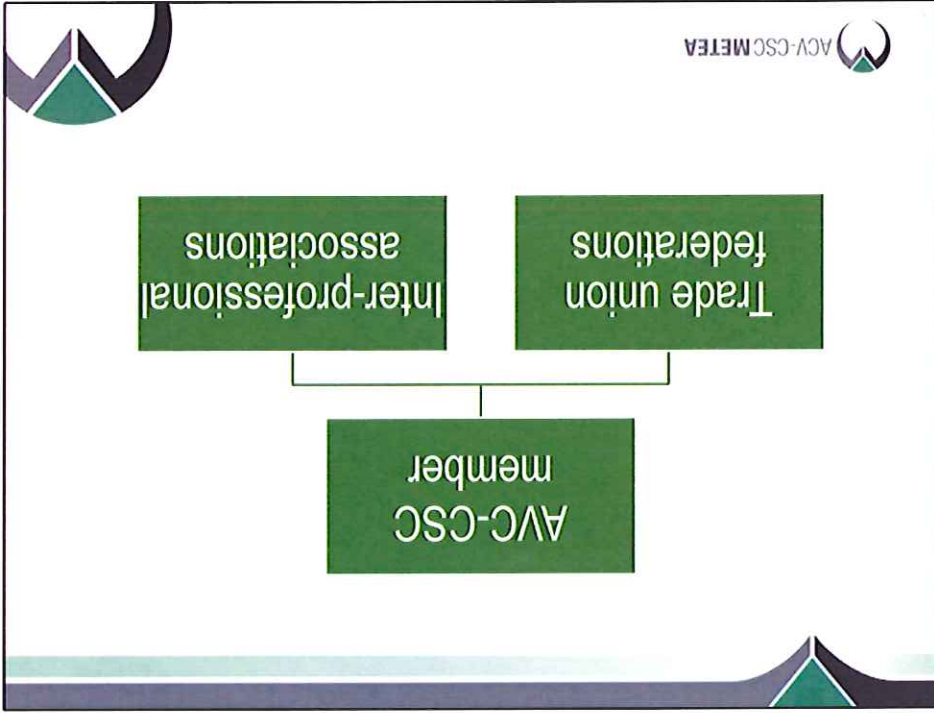 AVC-CSC
member
Trade union
federations
Inter-professional
associations
ACV-CSC METEA